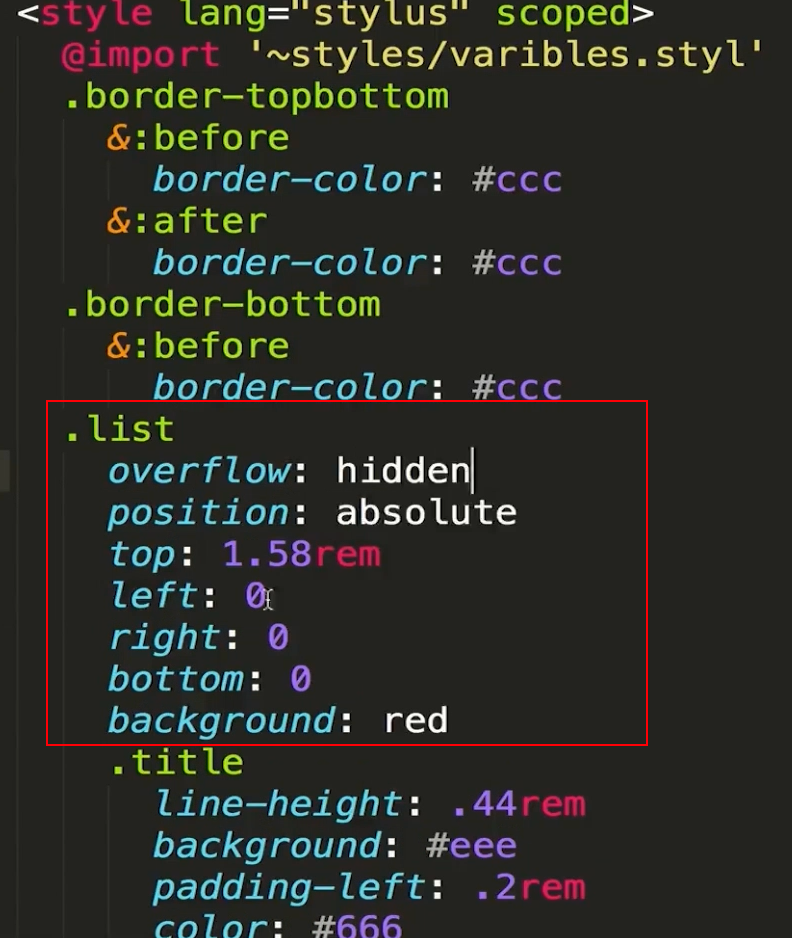 <style lang="stylus" scoped>
@import '~styles/varibles.styl'
.border-topbottom
&:before
border-color: #ccc
&:after
border-color: #ccc
.border-bottom
&:before
border-color: #ccc
.list
overflow: hidden
position: absolute
top: 1.58rem
left: 0
right: 0
bottom: 0
background: red
.title
line-height: .44rem
background: #eee
padding-left: .2rem
color: #666